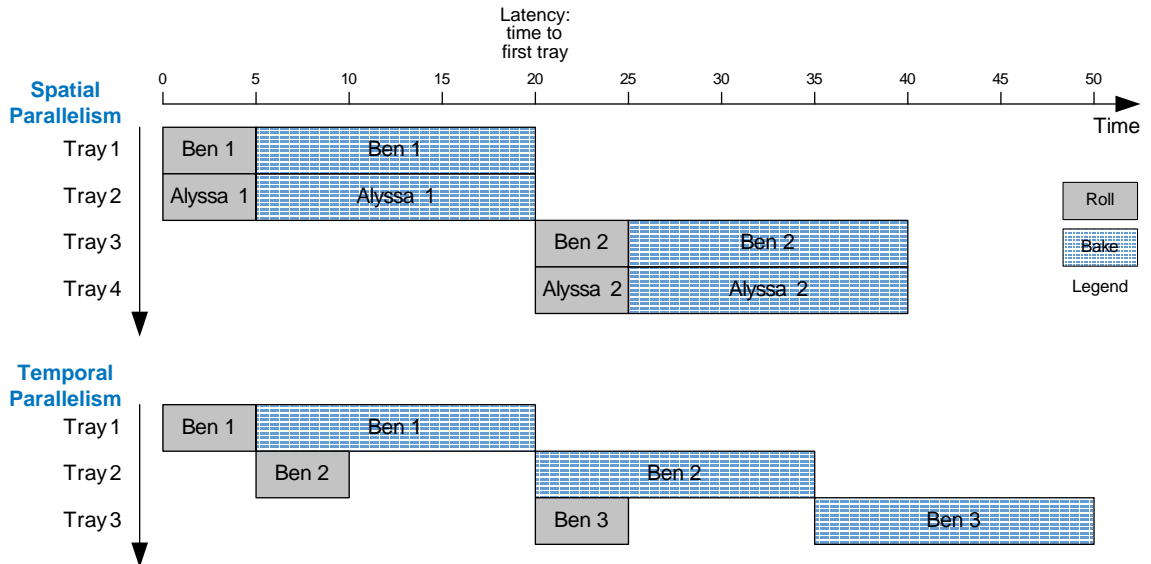 Latency:
time to
first tray
0 5 10 15 20 25 30 35 40 45 50
Time
Spatial
Parallelism
Tray 1 Ben 1 Ben 1
Tray 2 Alyssa 1 Alyssa 1
Tray 3 Ben 2 Ben 2
Tray 4 Alyssa 2 Alyssa 2
Roll
Bake
Legend
Temporal
Parallelism
Tray 1 Ben 1 Ben 1
Tray 2 Ben 2 Ben 2
Tray 3 Ben 3 Ben 3